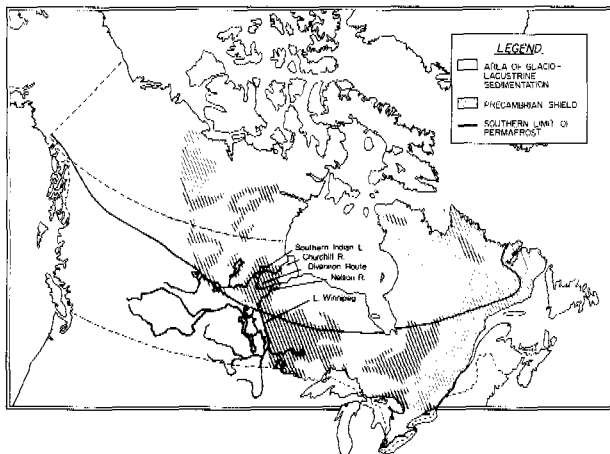 LEGEND
AREA OF GLACIO-
LACUSTRINE
SEDIMENTATION
PRECAMBRIAN SHIELD
SOUTHERN LIMIT OF
PERMAFROST
Southern Indian L.
Churchill R.
Diversion Route
Nelson R.
L. Winnipeg